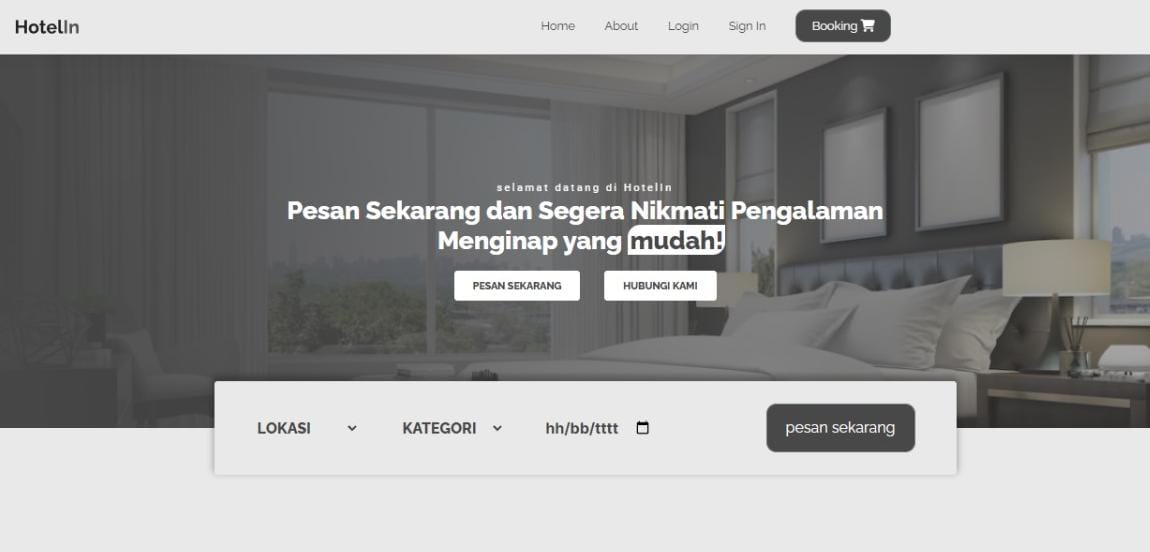 HotelIn
Home About Login Sign In Booking
selamat datang di HotelIn
Pesan Sekarang dan Segera Nikmati Pengalaman
Menginap yang mudah!
PESAN SEKARANG HUBUNGI KAMI
LOKASI KATEGORI hh/bb/tttt pesan sekarang